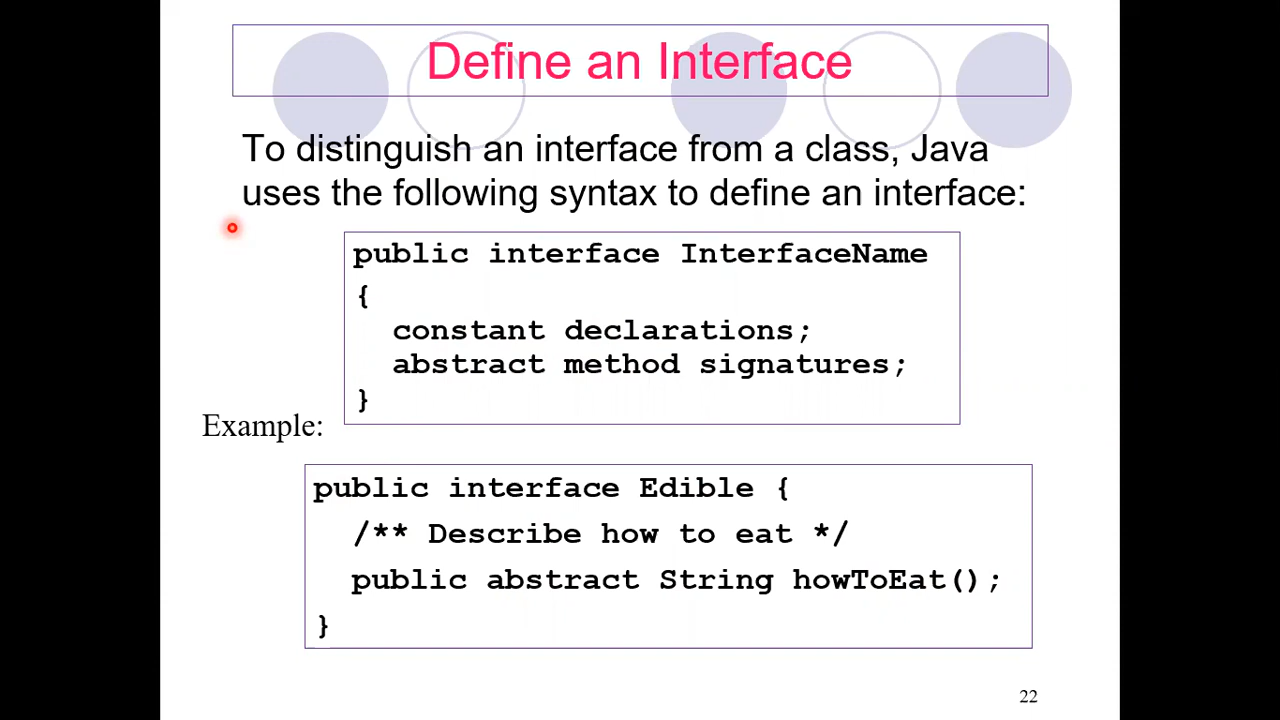 Define an Interface
To distinguish an interface from a class, Java
uses the following syntax to define an interface:
public interface InterfaceName
{
constant declarations;
abstract method signatures;
}
Example:
public interface Edible {
/** Describe how to eat */
public abstract String howToEat();
}
22